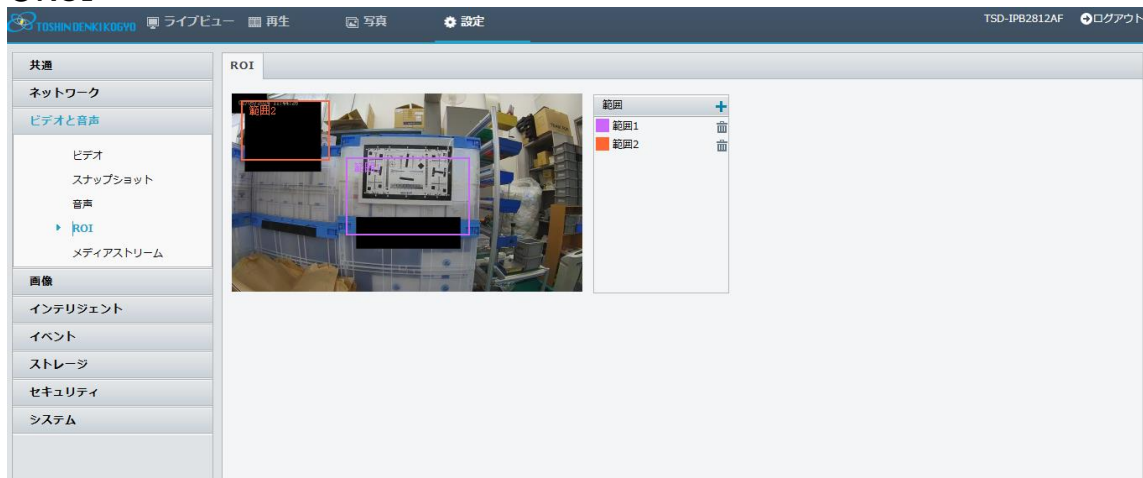 TOSHIN DENKI KOGYO ライブビュー 再生 写真 設定 TSD-IPB2812AF ログアウト
共通
ネットワーク
ビデオと音声
ビデオ
スナップショット
音声
ROI
メディアストリーム
画像
インテリジェント
イベント
ストレージ
セキュリティ
システム
ROI
範囲2
範囲
範囲1
範囲2